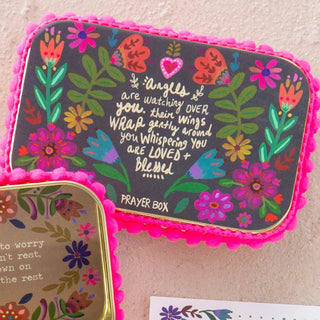 Angels
are watching OVER
you. their Wings
WRAP gently around
you Whispering You
ARE LOVED +
Blessed
PRAYER BOX
to worry
n't rest,
wn on
the rest